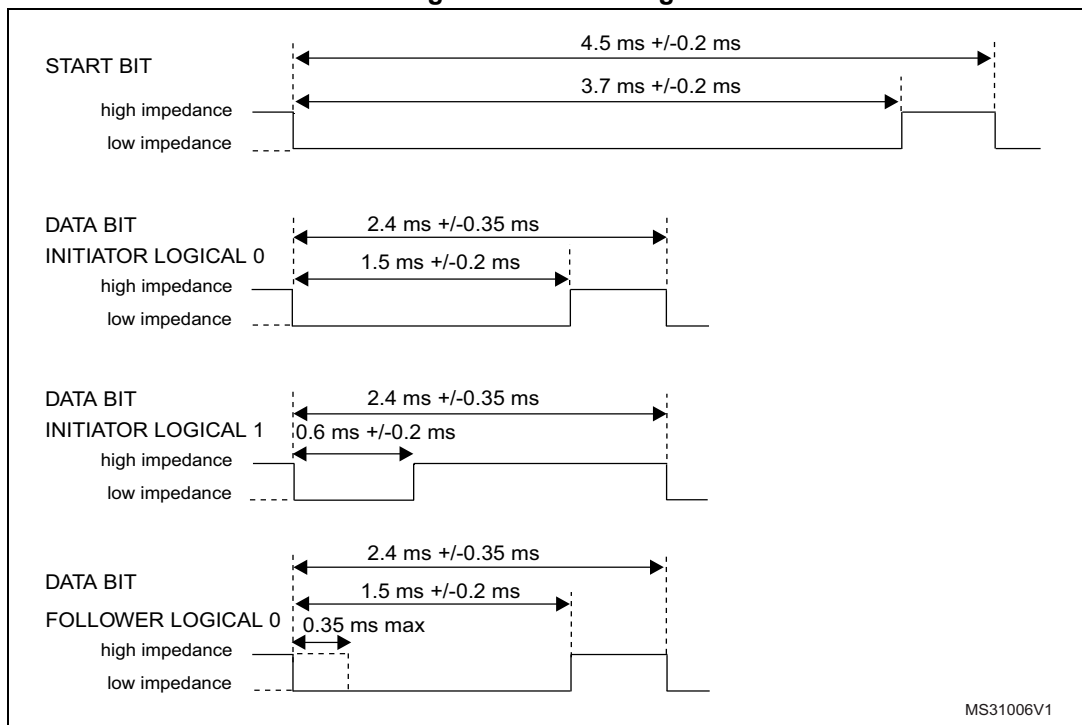 START BIT
4.5 ms +/-0.2 ms
3.7 ms +/-0.2 ms
high impedance
low impedance
DATA BIT
INITIATOR LOGICAL 0
2.4 ms +/-0.35 ms
1.5 ms +/-0.2 ms
high impedance
low impedance
DATA BIT
INITIATOR LOGICAL 1
2.4 ms +/-0.35 ms
0.6 ms +/-0.2 ms
high impedance
low impedance
DATA BIT
FOLLOWER LOGICAL 0
2.4 ms +/-0.35 ms
1.5 ms +/-0.2 ms
0.35 ms max
high impedance
low impedance
MS31006V1